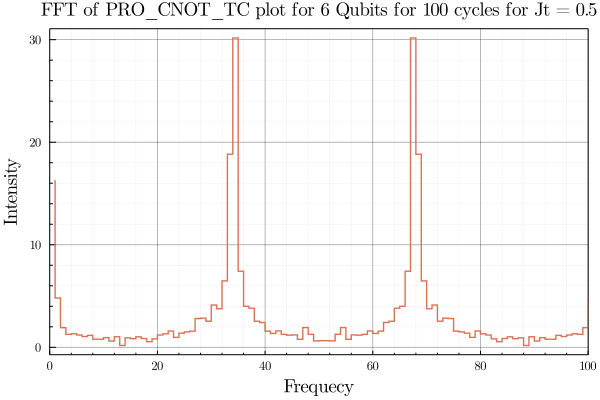 FFT of PRO_CNOT_TC plot for 6 Qubits for 100 cycles for Jt = 0.5
30
20
10
0
Intensity
0 20 40 60 80 100
Frequecy